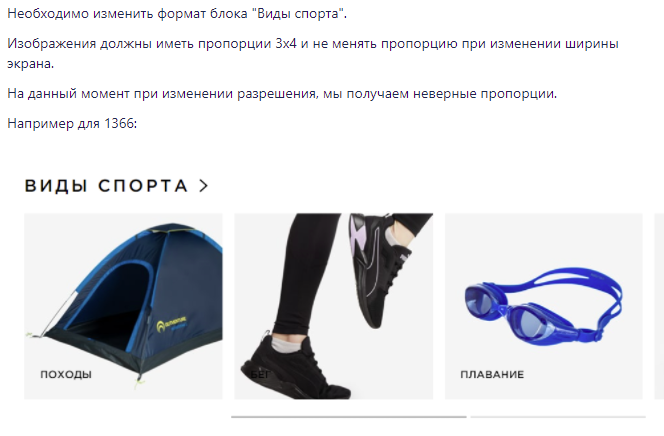 Необходимо изменить формат блока "Виды спорта".
Изображения должны иметь пропорции 3х4 и не менять пропорцию при изменении ширины
экрана.
На данный момент при изменении разрешения, мы получаем неверные пропорции.
Например для 1366:
ВИДЫ СПОРТА >
ПОХОДЫ
БЕГ
ПЛАВАНИЕ